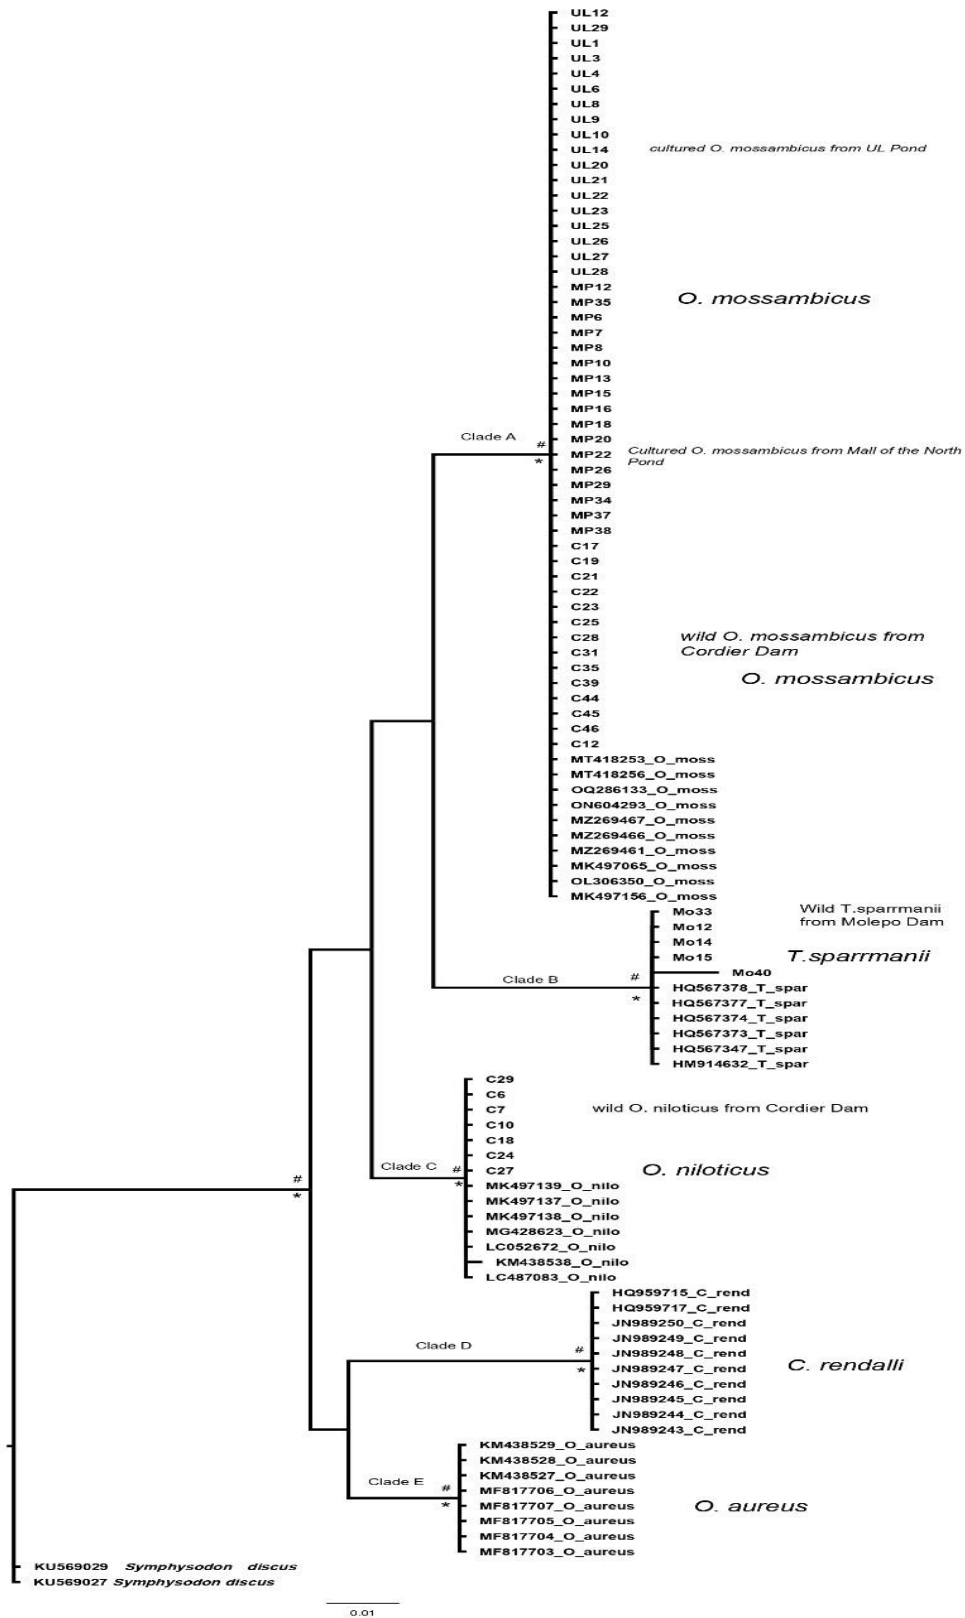 UL12
UL29
UL1
UL3
UL4
UL6
UL8
UL9
UL10
UL14 cultured O. mossambicus from UL Pond
UL20
UL21
UL22
UL23
UL25
UL26
UL27
UL28
MP12
MP35 O. mossambicus
MP6
MP7
MP8
MP10
MP13
MP15
MP16
MP18
MP20
Clade A # *
MP22 Cultured O. mossambicus from Mall of the North
Pond
MP26
MP29
MP34
MP37
MP38
C17
C19
C21
C22
C23
C25
C28 wild O. mossambicus from
Cordier Dam
C31
C35
C39 O. mossambicus
C44
C45
C46
C12
MT418253_O_moss
MT418256_O_moss
OQ286133_O_moss
ON604293_O_moss
MZ269467_O_moss
MZ269466_O_moss
MZ269461_O_moss
MK497065_O_moss
OL306350_O_moss
MK497156_O_moss
Mo33 Wild T.sparrmanii
from Molepo Dam
Mo12
Mo14
Mo15 T.sparrmanii
Mo40
Clade B # *
HQ567378_T_spar
HQ567377_T_spar
HQ567374_T_spar
HQ567373_T_spar
HQ567347_T_spar
HM914632_T_spar
C29
C6
C7 wild O. niloticus from Cordier Dam
C10
C18
C24
Clade C # *
C27 O. niloticus
# *
MK497139_O_nilo
MK497137_O_nilo
MK497138_O_nilo
MG428623_O_nilo
LC052672_O_nilo
KM438538_O_nilo
LC487083_O_nilo
HQ959715_C_rend
HQ959717_C_rend
JN989250_C_rend
JN989249_C_rend
Clade D # *
JN989248_C_rend
JN989247_C_rend C. rendalli
JN989246_C_rend
JN989245_C_rend
JN989244_C_rend
JN989243_C_rend
KM438529_O_aureus
KM438528_O_aureus
KM438527_O_aureus
Clade E # *
MF817706_O_aureus
MF817707_O_aureus O. aureus
MF817705_O_aureus
MF817704_O_aureus
MF817703_O_aureus
KU569029 Symphysodon discus
KU569027 Symphysodon discus
0.01